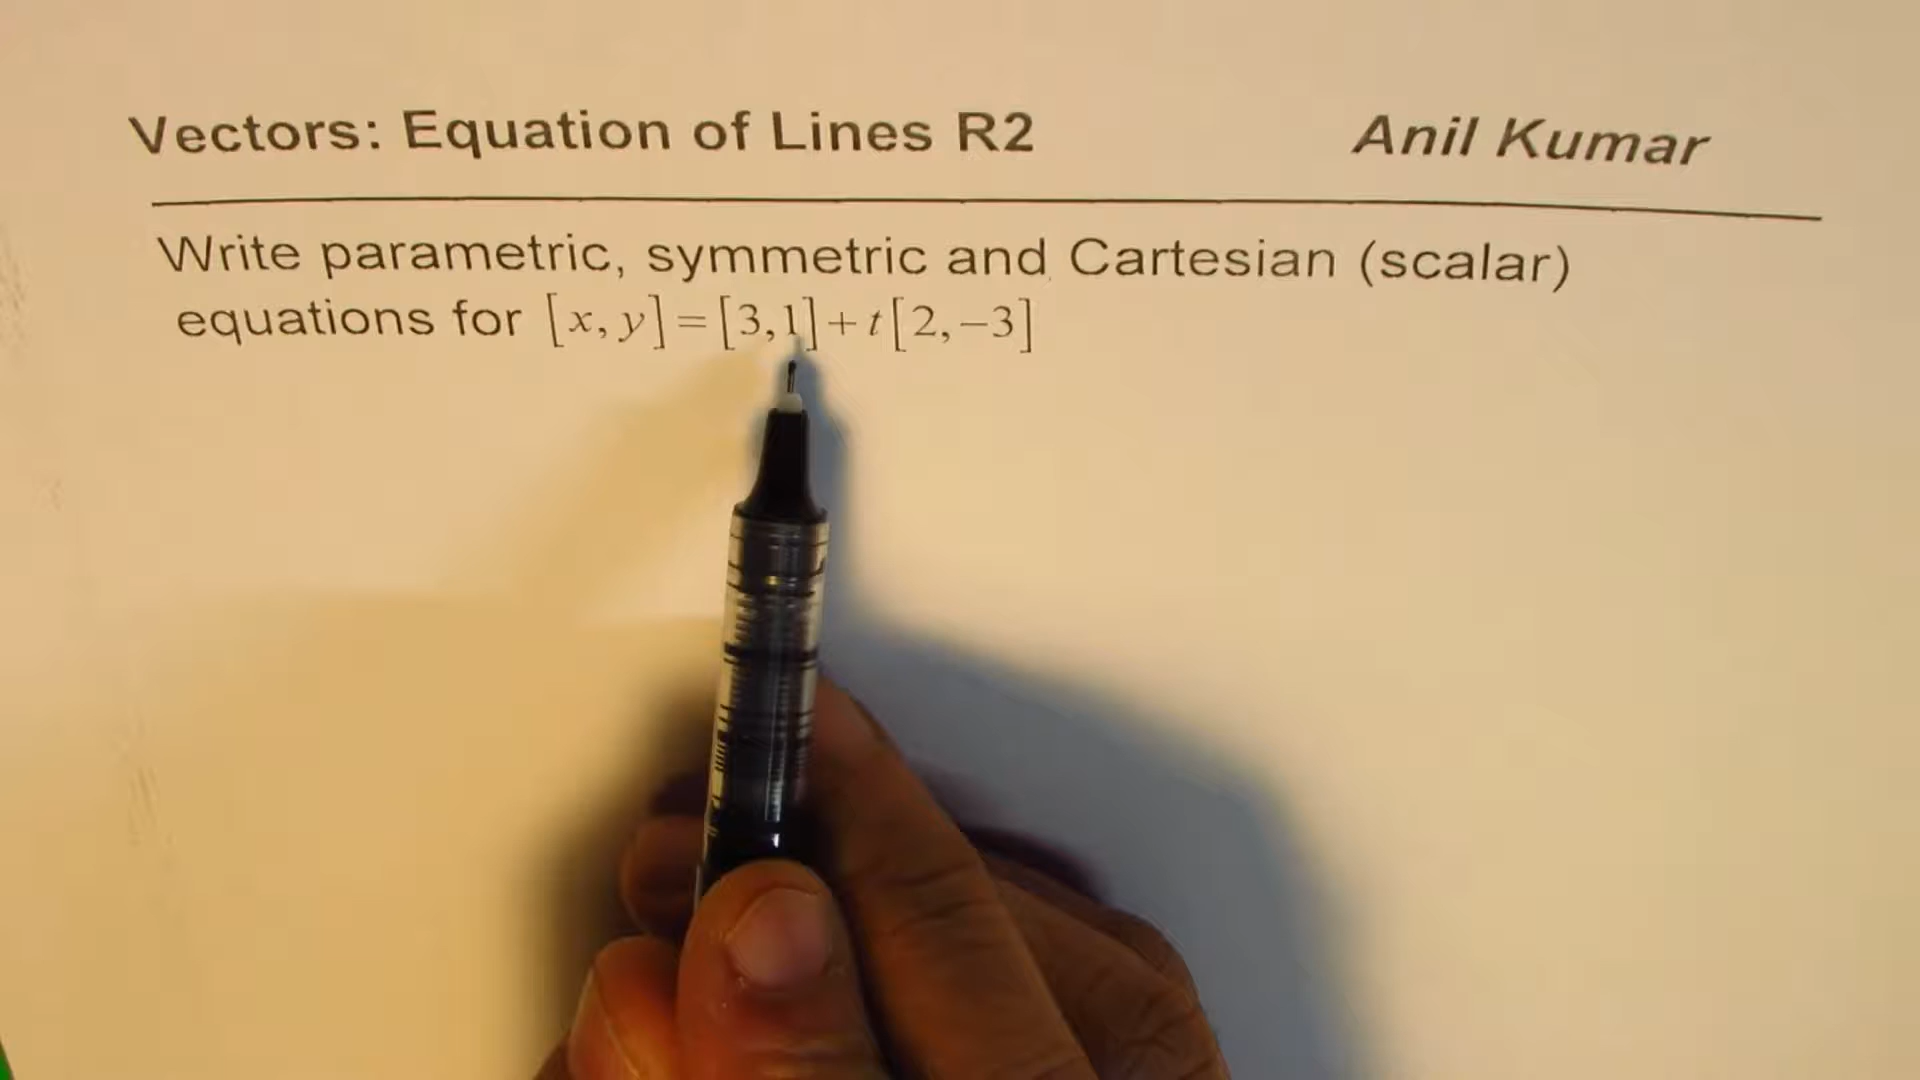 Vectors: Equation of Lines R2 Anil Kumar
Write parametric, symmetric and Cartesian (scalar)
equations for [x, y] = [3, 1] + t [2, −3]